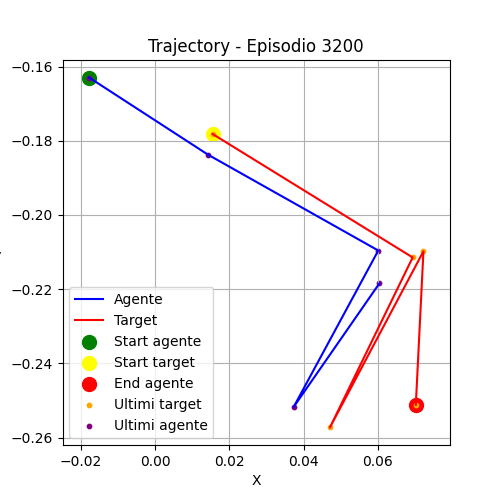 Trajectory - Episodio 3200
−0.16
−0.18
−0.20
−0.22
−0.24
−0.26
Agente
Target
Start agente
Start target
End agente
Ultimi target
Ultimi agente
−0.02
0.00
0.02
0.04
0.06
X